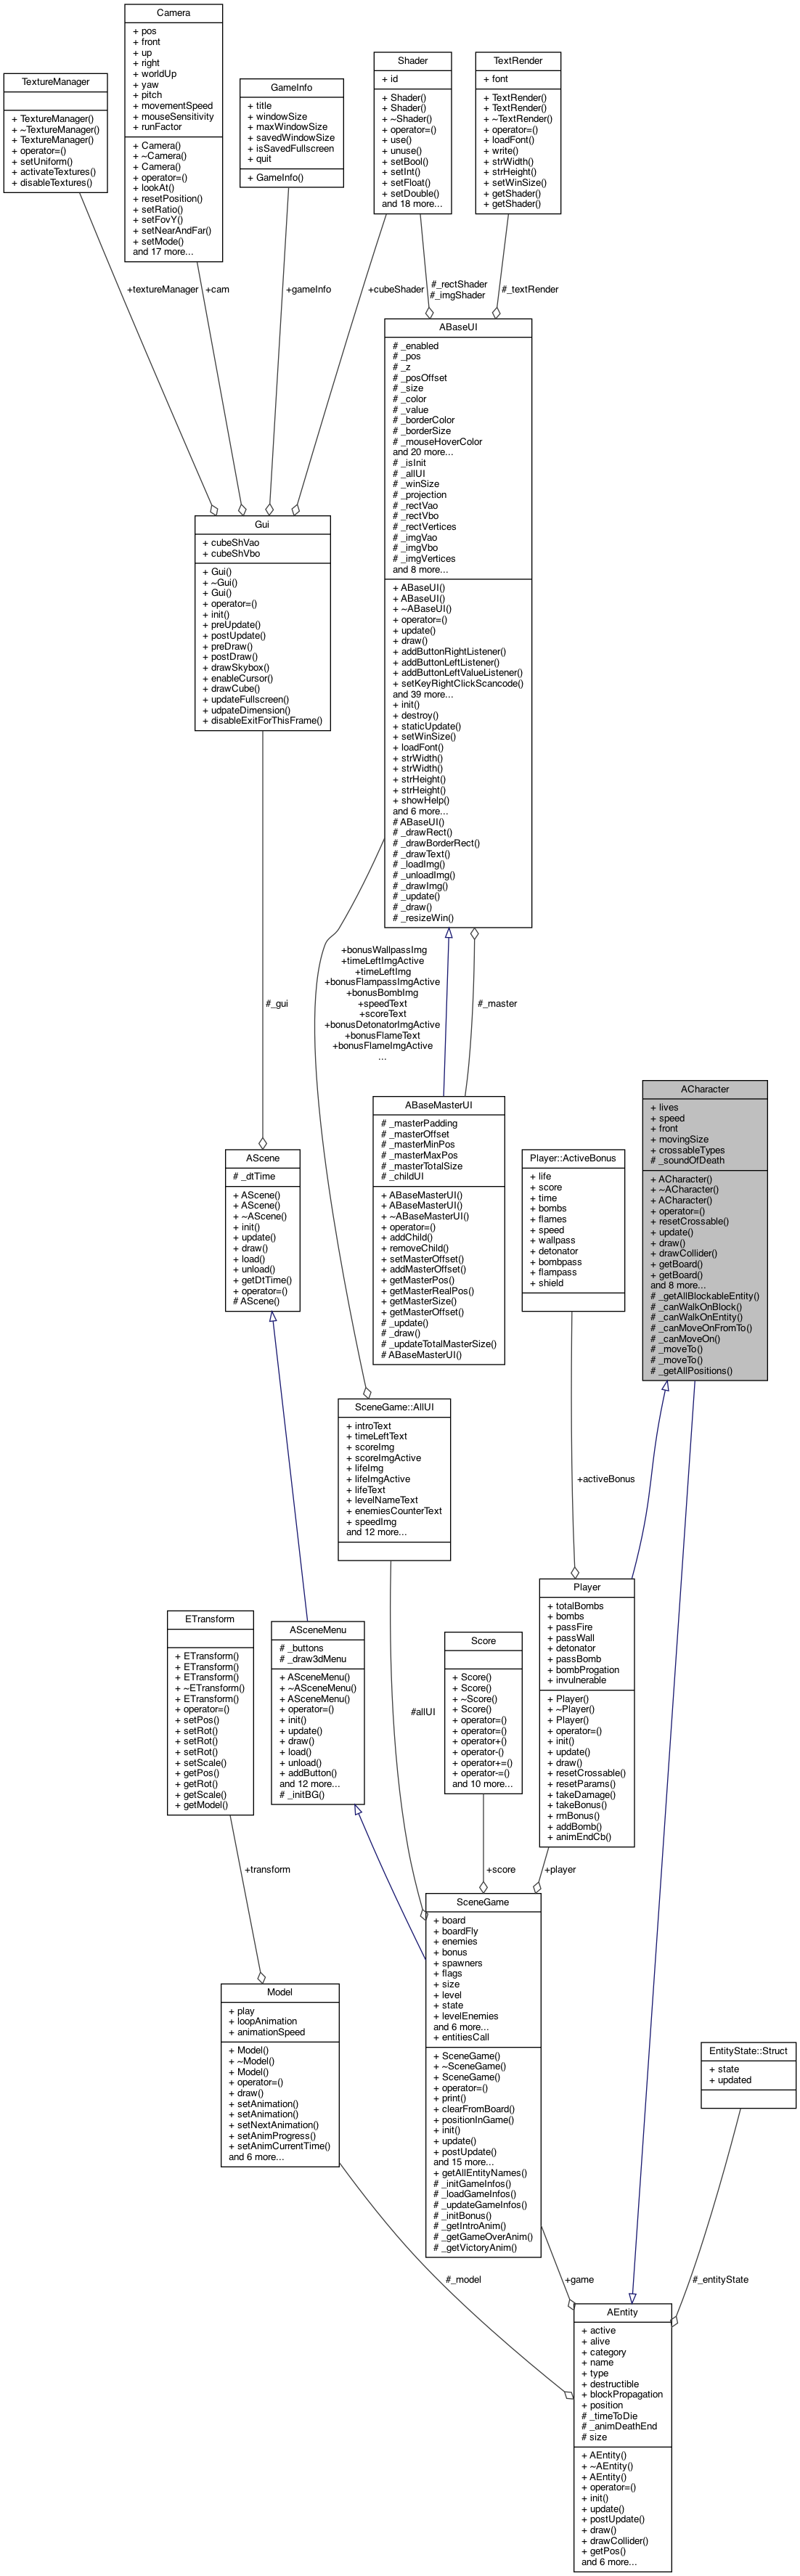 Camera
+ pos
+ front
+ up
+ right
+ worldUp
+ yaw
+ pitch
+ movementSpeed
+ mouseSensitivity
+ runFactor
+ Camera()
+ ~Camera()
+ Camera()
+ operator=()
+ lookAt()
+ resetPosition()
+ setRatio()
+ setFovY()
+ setNearAndFar()
+ setMode()
and 17 more...
TextureManager
+ TextureManager()
+ ~TextureManager()
+ TextureManager()
+ operator=()
+ setUniform()
+ activateTextures()
+ disableTextures()
GameInfo
+ title
+ windowSize
+ maxWindowSize
+ savedWindowSize
+ isSavedFullscreen
+ quit
+ GameInfo()
Shader
+ id
+ Shader()
+ Shader()
+ ~Shader()
+ operator=()
+ use()
+ unuse()
+ setBool()
+ setInt()
+ setFloat()
+ setDouble()
and 18 more...
TextRender
+ font
+ TextRender()
+ TextRender()
+ ~TextRender()
+ operator=()
+ loadFont()
+ write()
+ strWidth()
+ strHeight()
+ setWinSize()
+ getShader()
+ getShader()
+textureManager
+cam
+gameInfo
+cubeShader
#_rectShader
#_imgShader
#_textRender
ABaseUI
# _enabled
# _pos
# _z
# _posOffset
# _size
# _color
# _value
# _borderColor
# _borderSize
# _mouseHoverColor
and 20 more...
# _isInit
# _allUI
# _winSize
# _projection
# _rectVao
# _rectVbo
# _rectVertices
# _imgVao
# _imgVbo
# _imgVertices
and 8 more...
+ ABaseUI()
+ ABaseUI()
+ ~ABaseUI()
+ operator=()
+ update()
+ draw()
+ addButtonRightListener()
+ addButtonLeftListener()
+ addButtonLeftValueListener()
+ setKeyRightClickScancode()
and 39 more...
+ init()
+ destroy()
+ staticUpdate()
+ setWinSize()
+ loadFont()
+ strWidth()
+ strWidth()
+ strHeight()
+ strHeight()
+ showHelp()
and 6 more...
# ABaseUI()
# _drawRect()
# _drawBorderRect()
# _drawText()
# _loadImg()
# _unloadImg()
# _drawImg()
# _update()
# _draw()
# _resizeWin()
Gui
+ cubeShVao
+ cubeShVbo
+ Gui()
+ ~Gui()
+ Gui()
+ operator=()
+ init()
+ preUpdate()
+ postUpdate()
+ preDraw()
+ postDraw()
+ drawSkybox()
+ enableCursor()
+ drawCube()
+ updateFullscreen()
+ udpateDimension()
+ disableExitForThisFrame()
#_gui
+bonusWallpassImg
+timeLeftImgActive
+timeLeftImg
+bonusFlampassImgActive
+bonusBombImg
+speedText
+scoreText
+bonusDetonatorImgActive
+bonusFlameText
+bonusFlameImgActive
...
#_master
ABaseMasterUI
# _masterPadding
# _masterOffset
# _masterMinPos
# _masterMaxPos
# _masterTotalSize
# _childUI
+ ABaseMasterUI()
+ ABaseMasterUI()
+ ~ABaseMasterUI()
+ operator=()
+ addChild()
+ removeChild()
+ setMasterOffset()
+ addMasterOffset()
+ getMasterPos()
+ getMasterRealPos()
+ getMasterSize()
+ getMasterOffset()
# _update()
# _draw()
# _updateTotalMasterSize()
# ABaseMasterUI()
ACharacter
+ lives
+ speed
+ front
+ movingSize
+ crossableTypes
# _soundOfDeath
+ ACharacter()
+ ~ACharacter()
+ ACharacter()
+ operator=()
+ resetCrossable()
+ update()
+ draw()
+ drawCollider()
+ getBoard()
+ getBoard()
and 8 more...
# _getAllBlockableEntity()
# _canWalkOnBlock()
# _canWalkOnEntity()
# _canMoveOnFromTo()
# _canMoveOn()
# _moveTo()
# _moveTo()
# _getAllPositions()
AScene
# _dtTime
+ AScene()
+ AScene()
+ ~AScene()
+ init()
+ update()
+ draw()
+ load()
+ unload()
+ getDtTime()
+ operator=()
# AScene()
Player::ActiveBonus
+ life
+ score
+ time
+ bombs
+ flames
+ speed
+ wallpass
+ detonator
+ bombpass
+ flampass
+ shield
SceneGame::AllUI
+ introText
+ timeLeftText
+ scoreImg
+ scoreImgActive
+ lifeImg
+ lifeImgActive
+ lifeText
+ levelNameText
+ enemiesCounterText
+ speedImg
and 12 more...
+activeBonus
Player
+ totalBombs
+ bombs
+ passFire
+ passWall
+ detonator
+ passBomb
+ bombProgation
+ invulnerable
+ Player()
+ ~Player()
+ Player()
+ operator=()
+ init()
+ update()
+ draw()
+ resetCrossable()
+ resetParams()
+ takeDamage()
+ takeBonus()
+ rmBonus()
+ addBomb()
+ animEndCb()
ETransform
+ ETransform()
+ ETransform()
+ ETransform()
+ ~ETransform()
+ ETransform()
+ operator=()
+ setPos()
+ setRot()
+ setRot()
+ setRot()
+ setScale()
+ getPos()
+ getRot()
+ getScale()
+ getModel()
ASceneMenu
# _buttons
# _draw3dMenu
+ ASceneMenu()
+ ~ASceneMenu()
+ ASceneMenu()
+ operator=()
+ init()
+ update()
+ draw()
+ load()
+ unload()
+ addButton()
and 12 more...
# _initBG()
Score
+ Score()
+ Score()
+ ~Score()
+ Score()
+ operator=()
+ operator=()
+ operator+()
+ operator-()
+ operator+=()
+ operator-=()
and 10 more...
#allUI
+transform
+score
+player
SceneGame
+ board
+ boardFly
+ enemies
+ bonus
+ spawners
+ flags
+ size
+ level
+ state
+ levelEnemies
and 6 more...
+ entitiesCall
+ SceneGame()
+ ~SceneGame()
+ SceneGame()
+ operator=()
+ print()
+ clearFromBoard()
+ positionInGame()
+ init()
+ update()
+ postUpdate()
and 15 more...
+ getAllEntityNames()
# _initGameInfos()
# _loadGameInfos()
# _updateGameInfos()
# _initBonus()
# _getIntroAnim()
# _getGameOverAnim()
# _getVictoryAnim()
Model
+ play
+ loopAnimation
+ animationSpeed
+ Model()
+ ~Model()
+ Model()
+ operator=()
+ draw()
+ setAnimation()
+ setAnimation()
+ setNextAnimation()
+ setAnimProgress()
+ setAnimCurrentTime()
and 6 more...
EntityState::Struct
+ state
+ updated
#_model
+game
#_entityState
AEntity
+ active
+ alive
+ category
+ name
+ type
+ destructible
+ blockPropagation
+ position
# _timeToDie
# _animDeathEnd
# size
+ AEntity()
+ ~AEntity()
+ AEntity()
+ operator=()
+ init()
+ update()
+ postUpdate()
+ draw()
+ drawCollider()
+ getPos()
and 6 more...